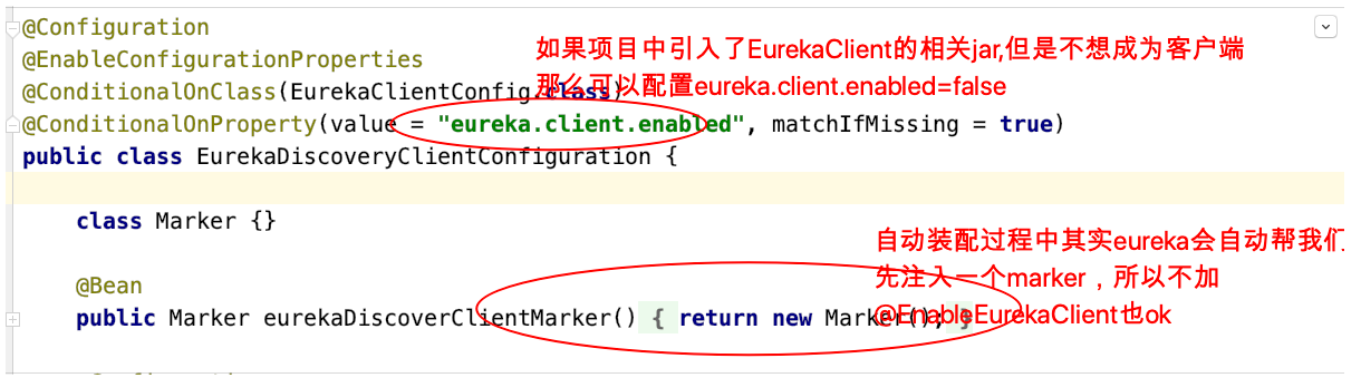 @Configuration
如果项目中引入了EurekaClient的相关jar,但是不想成为客户端
@EnableConfigurationProperties
那么可以配置eureka.client.enabled=false
@ConditionalOnClass(EurekaClientConfig.class)
@ConditionalOnProperty(value = "eureka.client.enabled", matchIfMissing = true)
public class EurekaDiscoveryClientConfiguration {
class Marker {}
自动装配过程中其实eureka会自动帮我们
先注入一个marker，所以不加
@Bean
public Marker eurekaDiscoverClientMarker() { return new Marker(); }
@EnableEurekaClient也ok